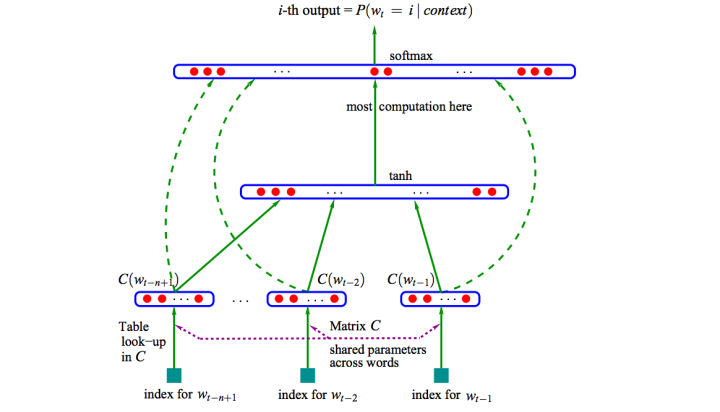 i-th output = P(w_t = i | context)
softmax
... ...
most computation here
tanh
... ...
C(w_{t−n+1}) C(w_{t−2}) C(w_{t−1})
... ... ... ...
Table look−up in C
Matrix C
shared parameters across words
index for w_{t−n+1} index for w_{t−2} index for w_{t−1}